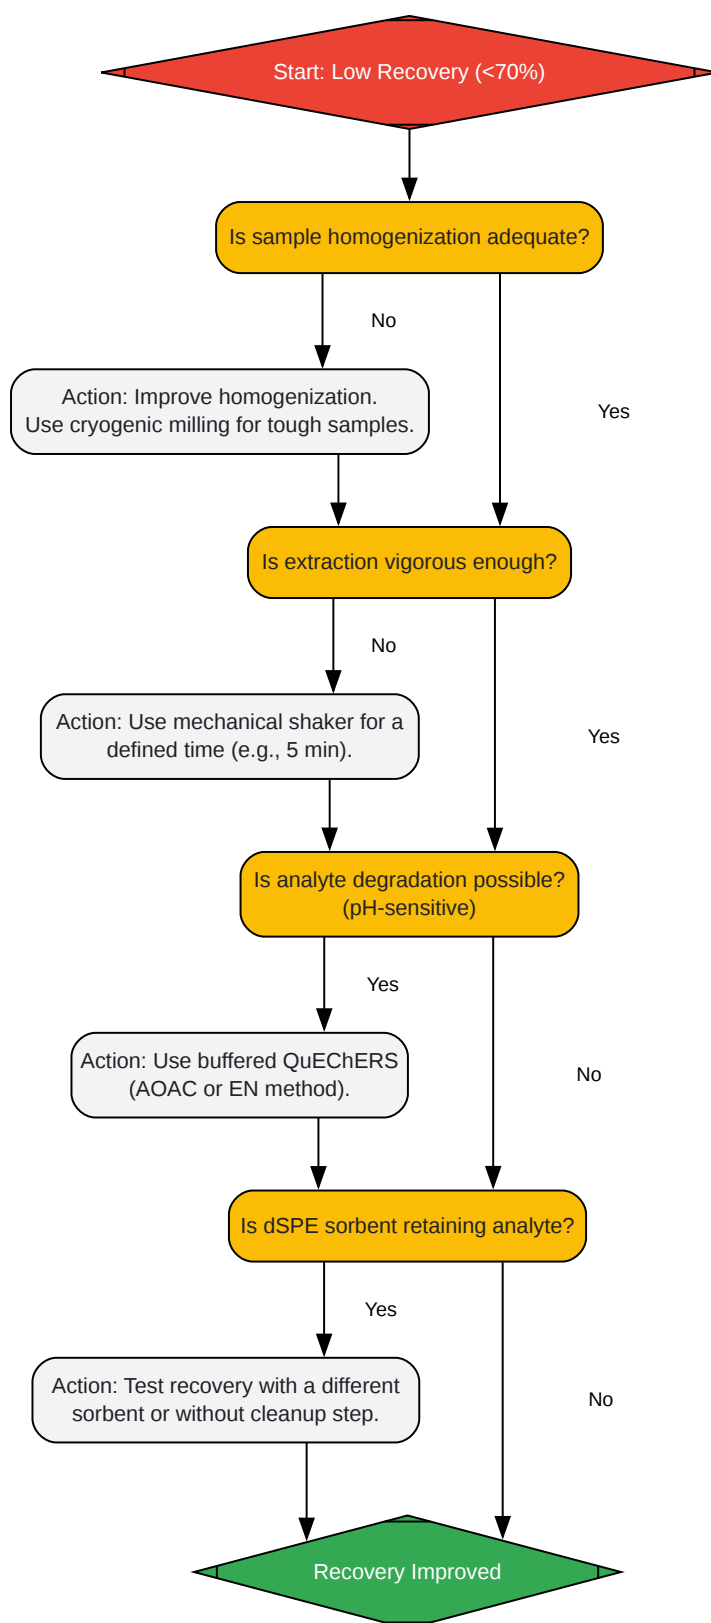 Start: Low Recovery (<70%)
Is sample homogenization adequate?
No
Action: Improve homogenization.
Use cryogenic milling for tough samples.
Yes
Is extraction vigorous enough?
No
Action: Use mechanical shaker for a
defined time (e.g., 5 min).
Yes
Is analyte degradation possible?
(pH-sensitive)
Yes
Action: Use buffered QuEChERS
(AOAC or EN method).
No
Is dSPE sorbent retaining analyte?
Yes
Action: Test recovery with a different
sorbent or without cleanup step.
No
Recovery Improved